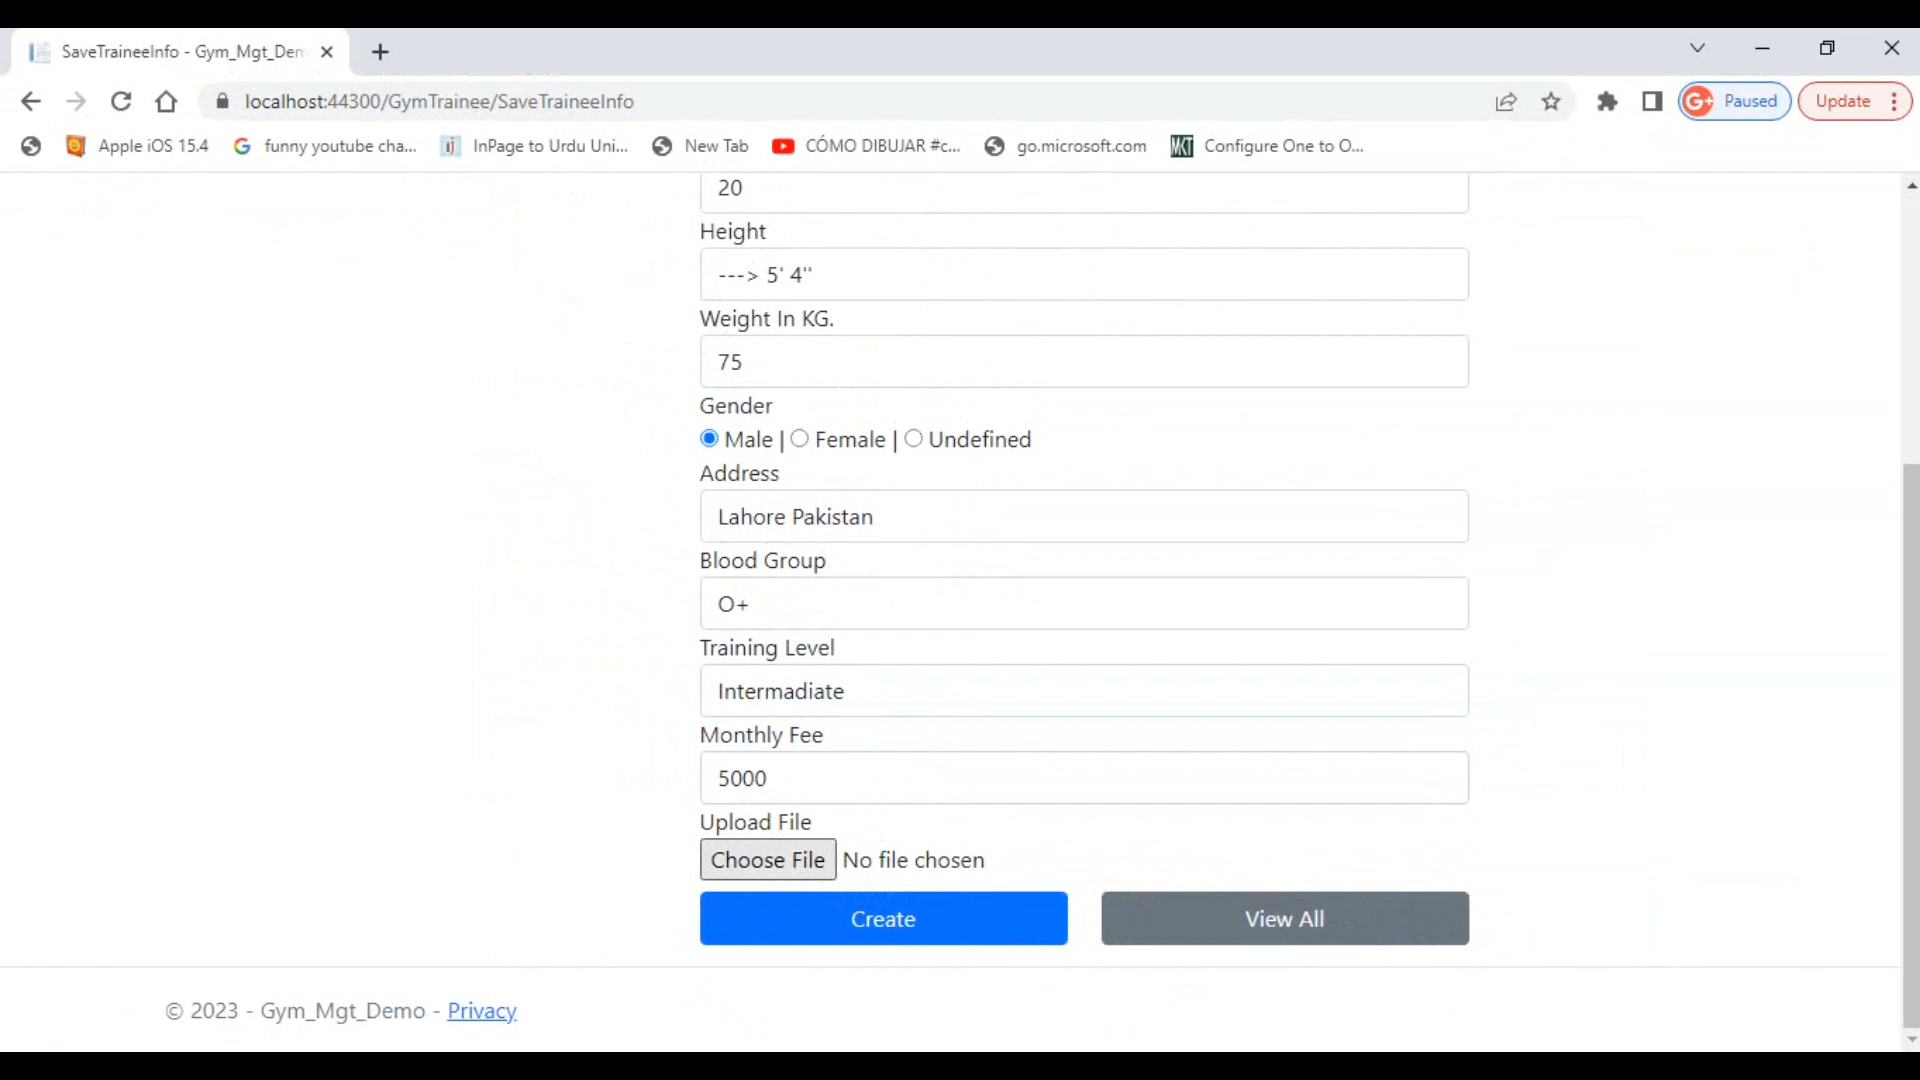 SaveTraineeInfo - Gym_Mgt_Dem
localhost:44300/GymTrainee/SaveTraineeInfo
G+ Paused Update
Apple iOS 15.4 funny youtube cha... InPage to Urdu Uni... New Tab CÓMO DIBUJAR #c... go.microsoft.com MKT Configure One to O...
20
Height
---> 5' 4''
Weight In KG.
75
Gender
Male | Female | Undefined
Address
Lahore Pakistan
Blood Group
O+
Training Level
Intermadiate
Monthly Fee
5000
Upload File
Choose File No file chosen
Create View All
© 2023 - Gym_Mgt_Demo - Privacy